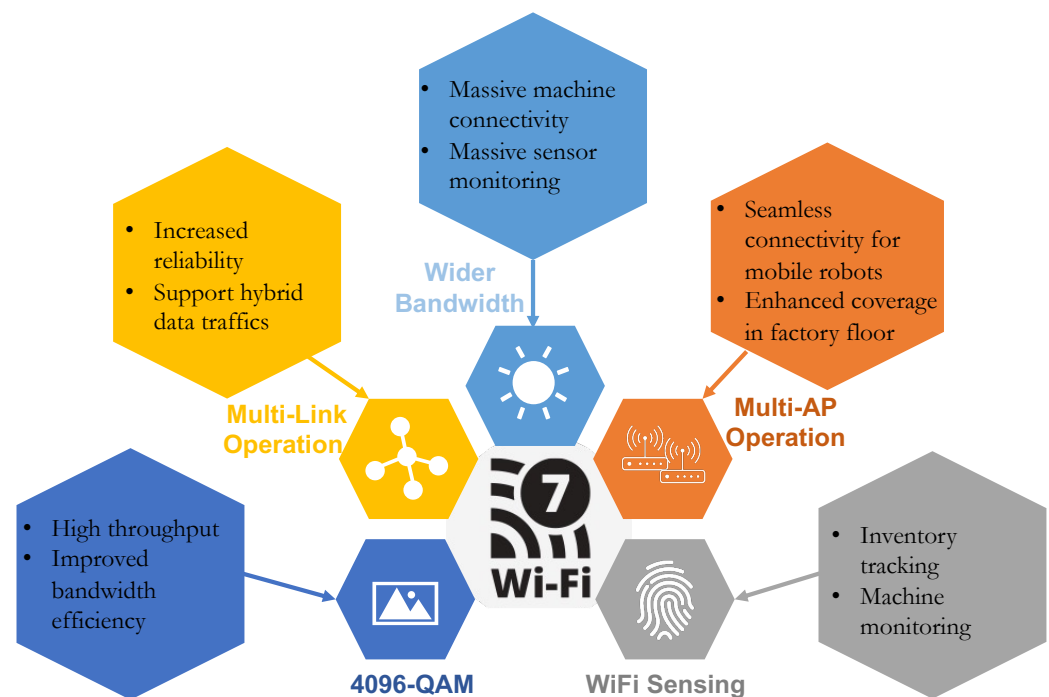 • Massive machine
connectivity
• Massive sensor
monitoring
• Increased
reliability
• Support hybrid
data traffics
• Seamless
connectivity for
mobile robots
• Enhanced coverage
in factory floor
Wider
Bandwidth
Multi-Link
Operation
Multi-AP
Operation
• High throughput
• Improved
bandwidth
efficiency
7
Wi-Fi
• Inventory
tracking
• Machine
monitoring
4096-QAM
WiFi Sensing